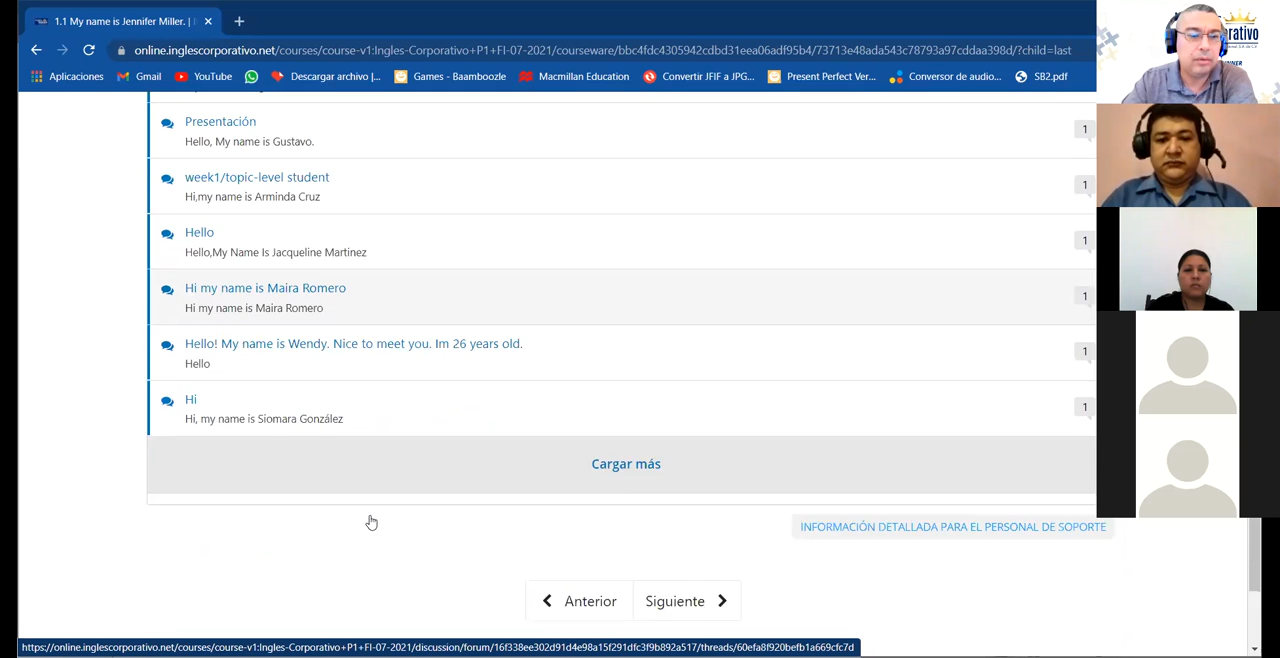 1.1 My name is Jennifer Miller. |
online.inglescorporativo.net/courses/course-v1:Ingles-Corporativo+P1+FI-07-2021/courseware/bbc4fdc4305942cdbd31eea06adf95b4/73713e48ada543c78793a97cddaa398d/?child=last
Aplicaciones Gmail YouTube Descargar archivo |... Games - Baamboozle Macmillan Education Convertir JFIF a JPG... Present Perfect Ver... Conversor de audio... SB2.pdf
Presentación
Hello, My name is Gustavo.
1
week1/topic-level student
Hi,my name is Arminda Cruz
1
Hello
Hello,My Name Is Jacqueline Martinez
1
Hi my name is Maira Romero
Hi my name is Maira Romero
1
Hello! My name is Wendy. Nice to meet you. Im 26 years old.
Hello
1
Hi
Hi, my name is Siomara González
1
Cargar más
INFORMACIÓN DETALLADA PARA EL PERSONAL DE SOPORTE
Anterior Siguiente
https://online.inglescorporativo.net/courses/course-v1:Ingles-Corporativo+P1+FI-07-2021/discussion/forum/16f338ee302d91d4e98a15f291dfc3f9b892a517/threads/60efa8f920befb1a669cfc7d